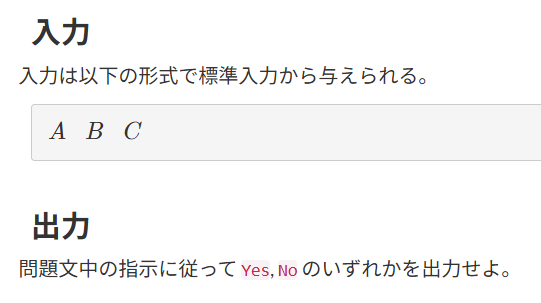 入力
入力は以下の形式で標準入力から与えられる。
A B C
出力
問題文中の指示に従って Yes, No のいずれかを出力せよ。